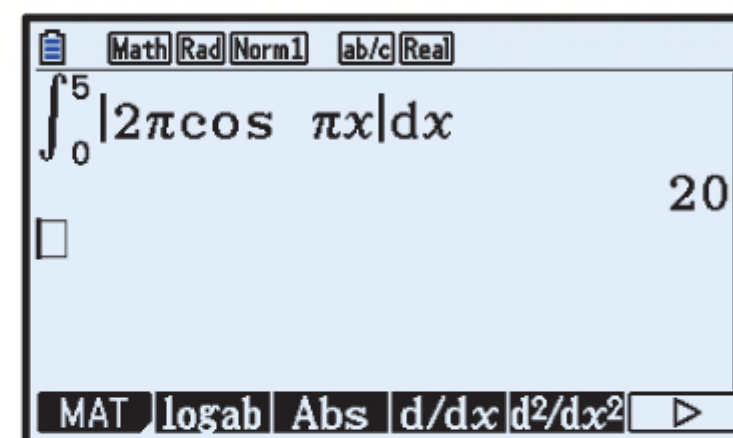 Math Rad Norm1 ab/c Real
∫₀⁵|2πcos πx|dx
20
MAT logab Abs d/dx d²/dx² ▷